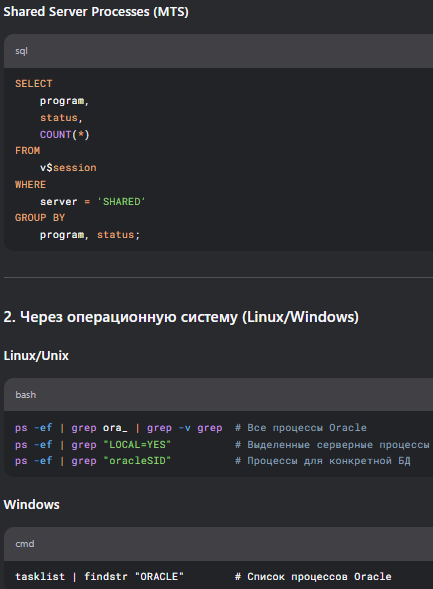 Shared Server Processes (MTS)
sql
SELECT
program,
status,
COUNT(*)
FROM
v$session
WHERE
server = 'SHARED'
GROUP BY
program, status;
2. Через операционную систему (Linux/Windows)
Linux/Unix
bash
ps -ef | grep ora_ | grep -v grep # Все процессы Oracle
ps -ef | grep "LOCAL=YES" # Выделенные серверные процессы
ps -ef | grep "oracleSID" # Процессы для конкретной БД
Windows
cmd
tasklist | findstr "ORACLE" # Список процессов Oracle